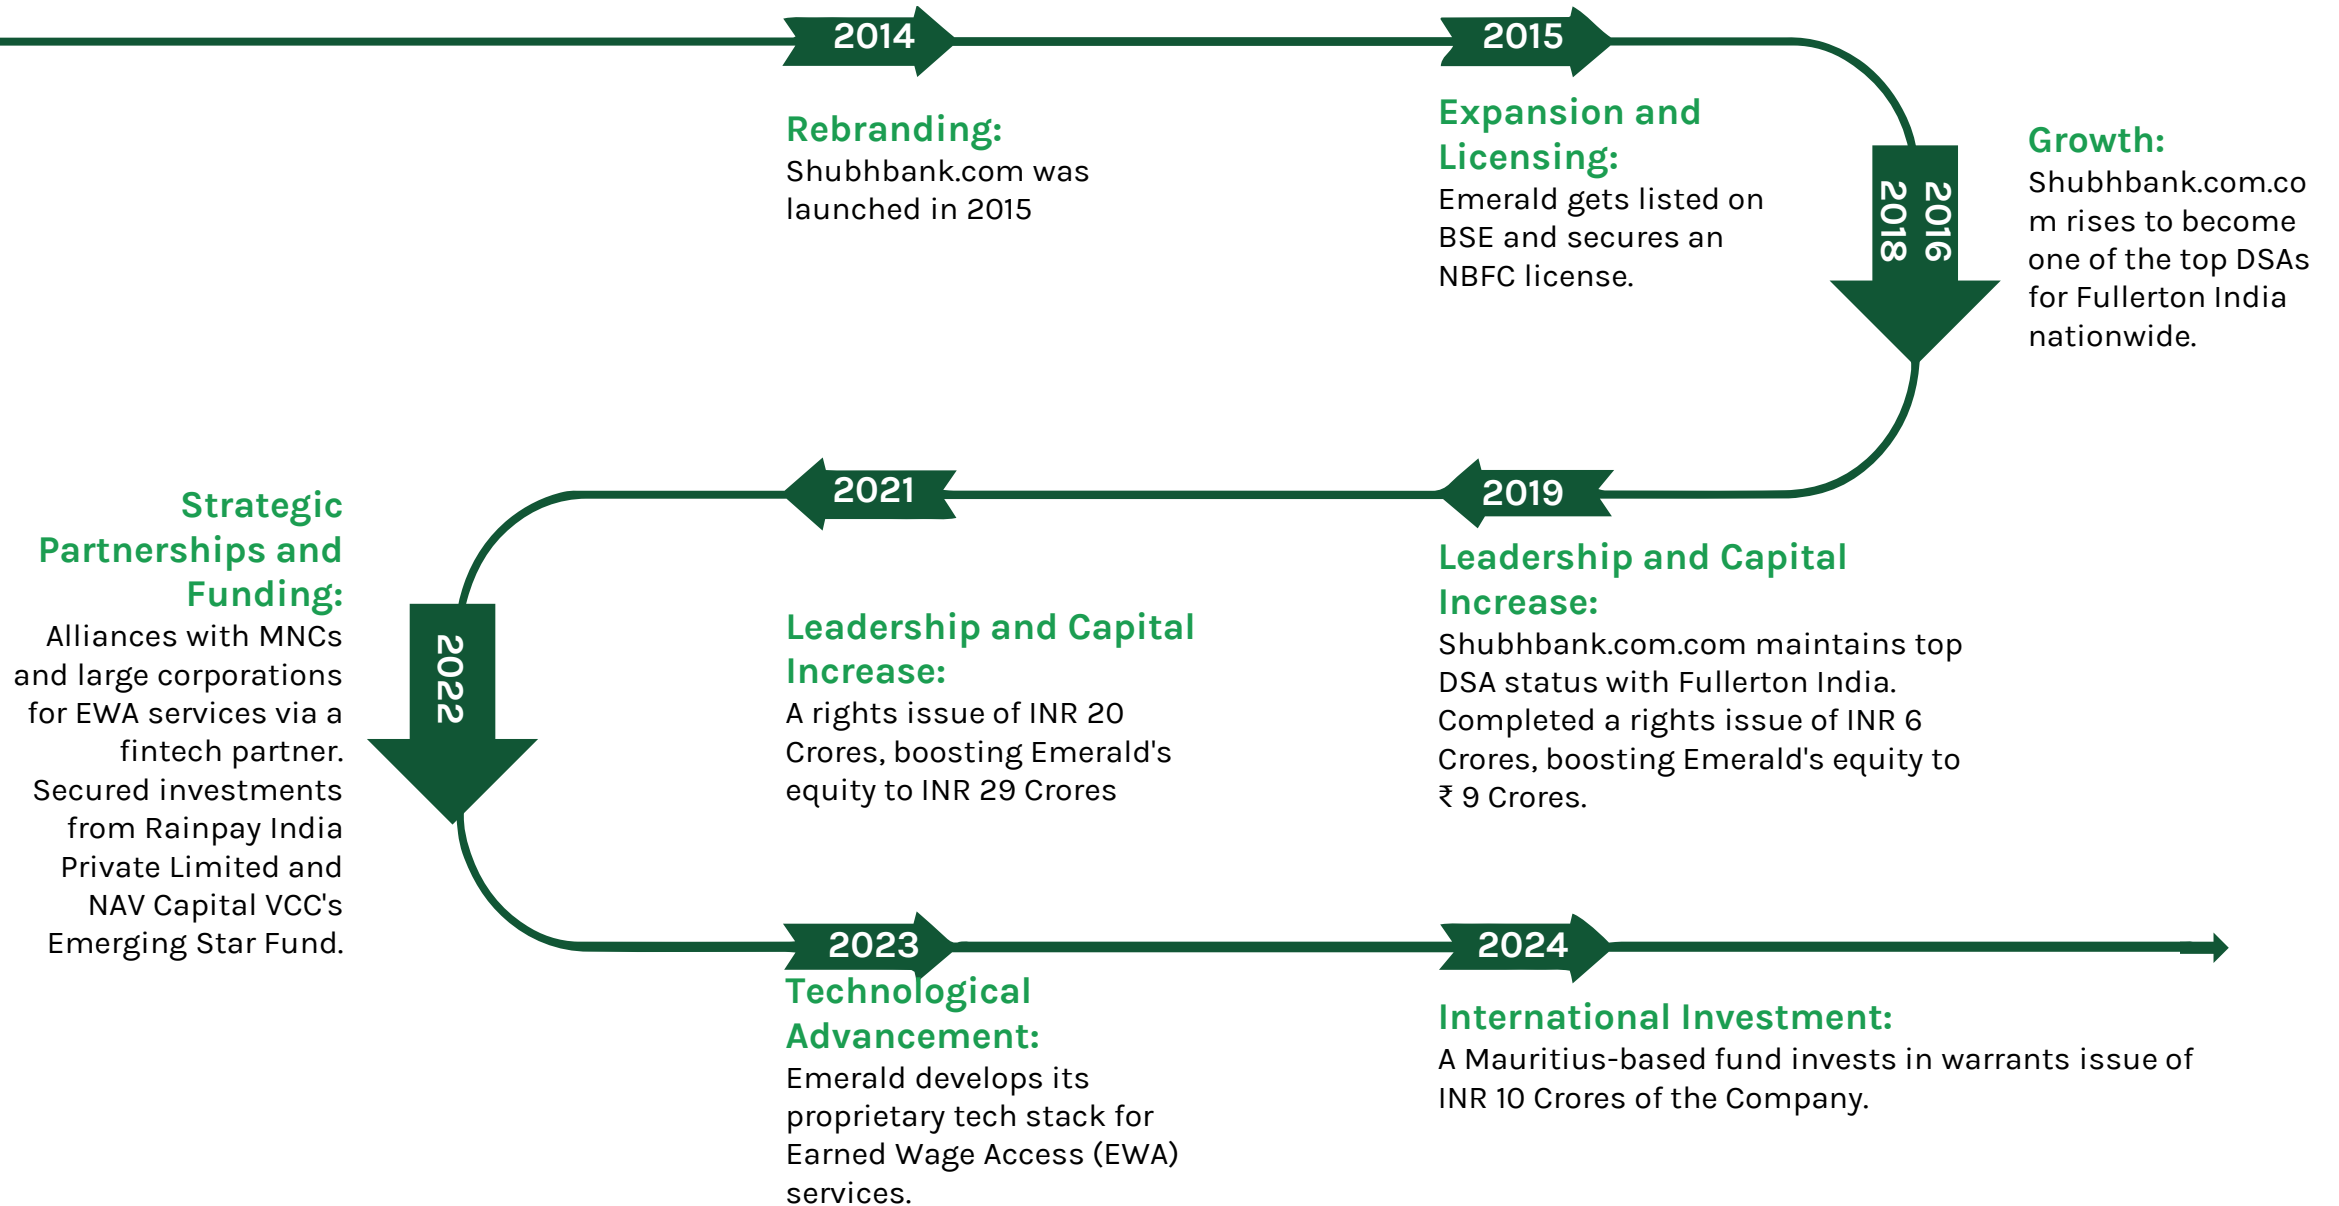 2014
Rebranding:
Shubhbank.com was
launched in 2015
2015
Expansion and
Licensing:
Emerald gets listed on
BSE and secures an
NBFC license.
2016
2018
Growth:
Shubhbank.com.co
m rises to become
one of the top DSAs
for Fullerton India
nationwide.
2019
Leadership and Capital
Increase:
Shubhbank.com.com maintains top
DSA status with Fullerton India.
Completed a rights issue of INR 6
Crores, boosting Emerald's equity to
₹ 9 Crores.
2021
Leadership and Capital
Increase:
A rights issue of INR 20
Crores, boosting Emerald's
equity to INR 29 Crores
2022
Strategic
Partnerships and
Funding:
Alliances with MNCs
and large corporations
for EWA services via a
fintech partner.
Secured investments
from Rainpay India
Private Limited and
NAV Capital VCC's
Emerging Star Fund.
2023
Technological
Advancement:
Emerald develops its
proprietary tech stack for
Earned Wage Access (EWA)
services.
2024
International Investment:
A Mauritius-based fund invests in warrants issue of
INR 10 Crores of the Company.